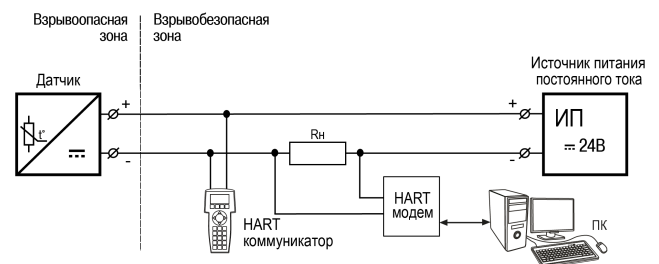 Взрывоопасная
зона
Взрывобезопасная
зона
Датчик
Источник питания
постоянного тока
+
+
t°
Rн
ИП
24В
-
-
HART
коммуникатор
HART
модем
ПК